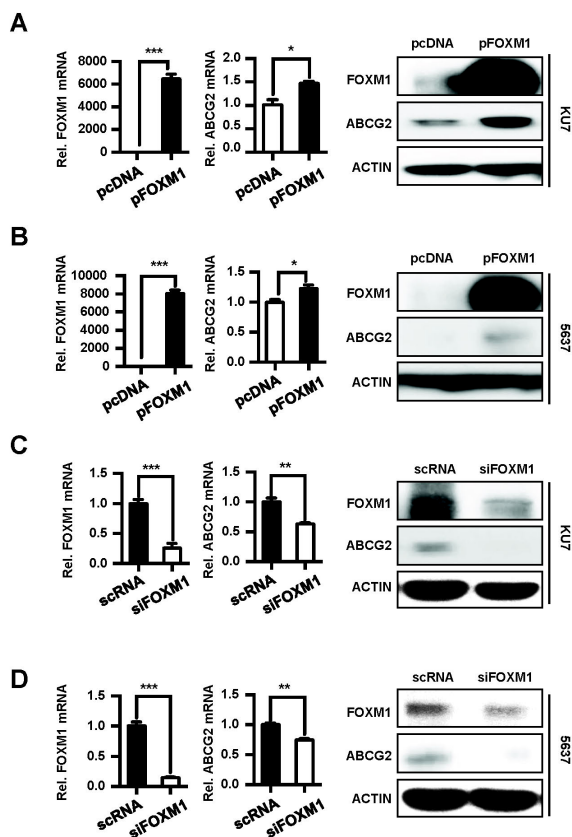 A
Rel. FOXM1 mRNA
8000
6000
4000
2000
0
***
pcDNA
pFOXM1
Rel. ABCG2 mRNA
2.0
1.5
1.0
0.5
0.0
*
pcDNA
pFOXM1
pcDNA pFOXM1
FOXM1
ABCG2
ACTIN
KU7
B
Rel. FOXM1 mRNA
10000
8000
6000
4000
2000
0
***
pcDNA
pFOXM1
Rel. ABCG2 mRNA
1.5
1.0
0.5
0.0
*
pcDNA
pFOXM1
pcDNA pFOXM1
FOXM1
ABCG2
ACTIN
5637
C
Rel. FOXM1 mRNA
1.5
1.0
0.5
0.0
***
scRNA
siFOXM1
Rel. ABCG2 mRNA
1.5
1.0
0.5
0.0
**
scRNA
siFOXM1
scRNA siFOXM1
FOXM1
ABCG2
ACTIN
KU7
D
Rel. FOXM1 mRNA
1.5
1.0
0.5
0.0
***
scRNA
siFOXM1
Rel. ABCG2 mRNA
1.5
1.0
0.5
0.0
**
scRNA
siFOXM1
scRNA siFOXM1
FOXM1
ABCG2
ACTIN
5637